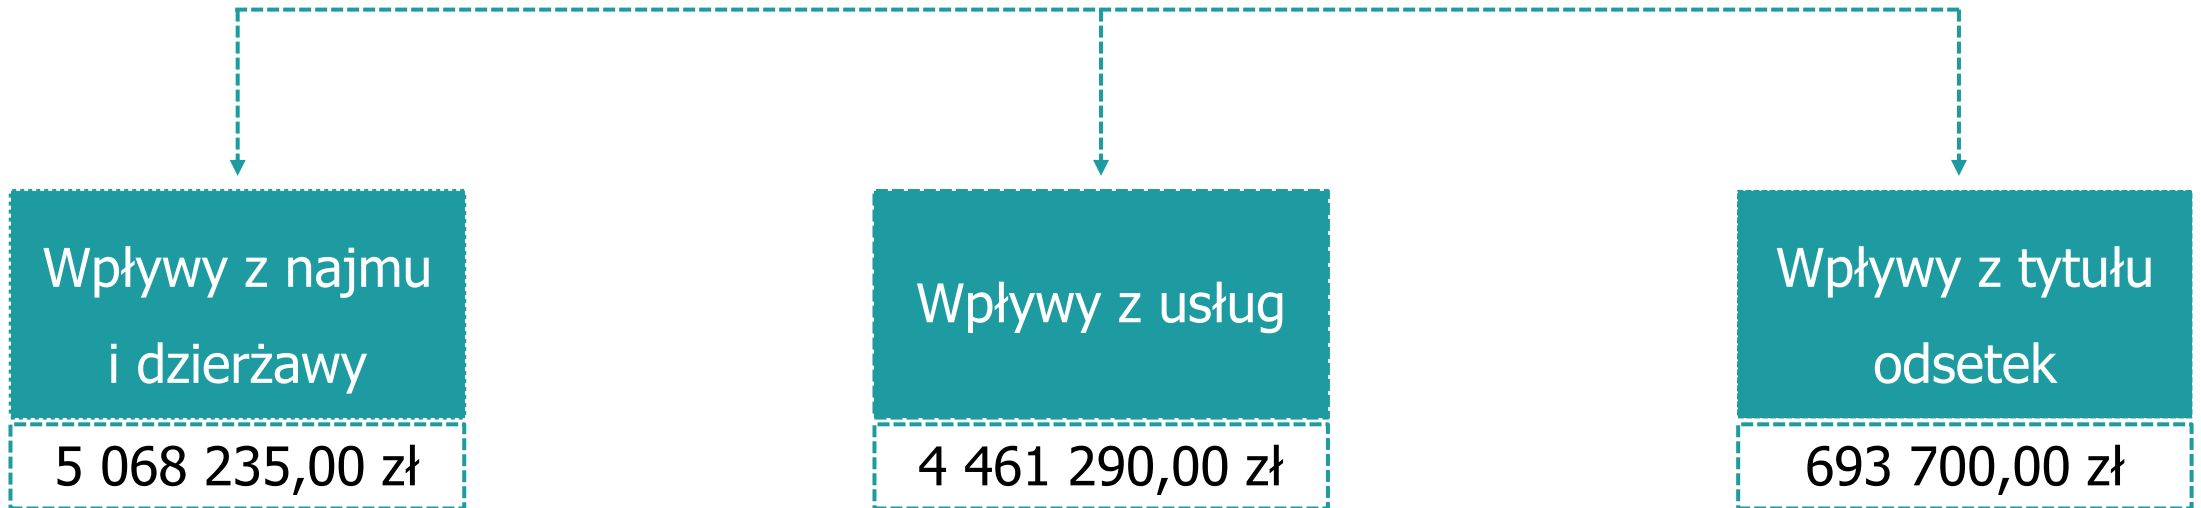 Wpływy z najmu
i dzierżawy
5 068 235,00 zł
Wpływy z usług
4 461 290,00 zł
Wpływy z tytułu
odsetek
693 700,00 zł